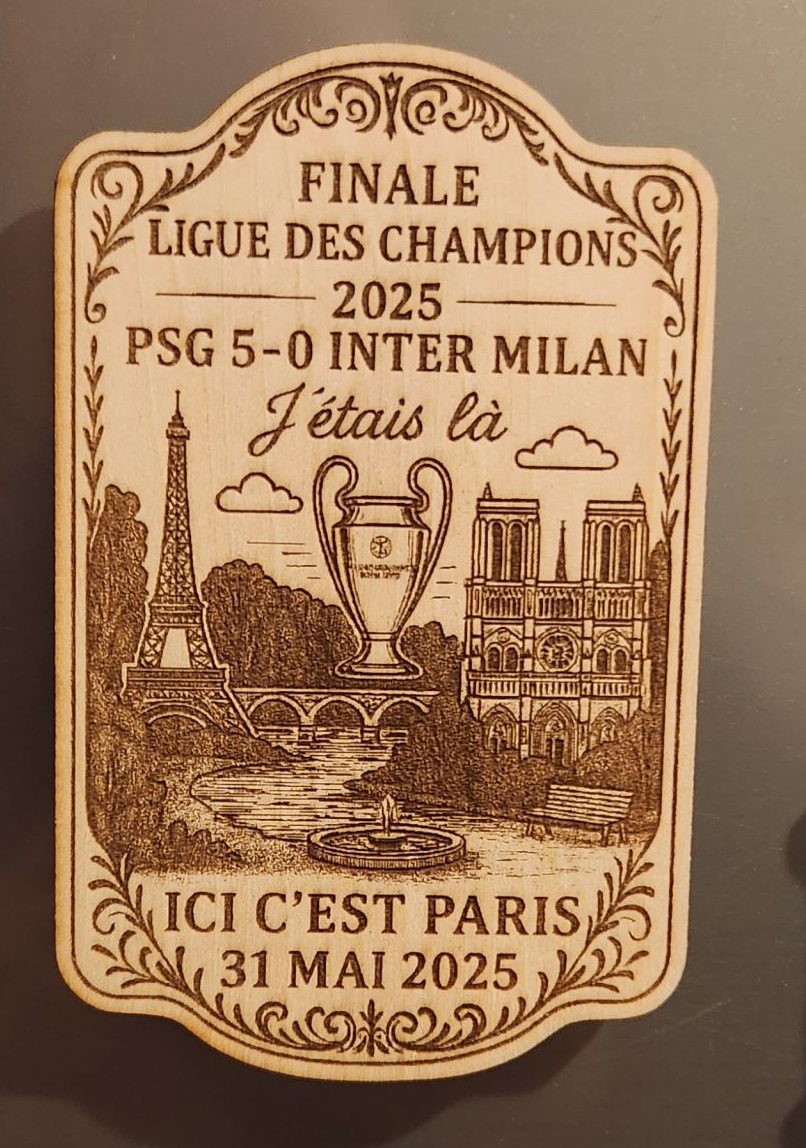 FINALE
LIGUE DES CHAMPIONS
2025
PSG 5-0 INTER MILAN
J'étais là
ICI C'EST PARIS
31 MAI 2025